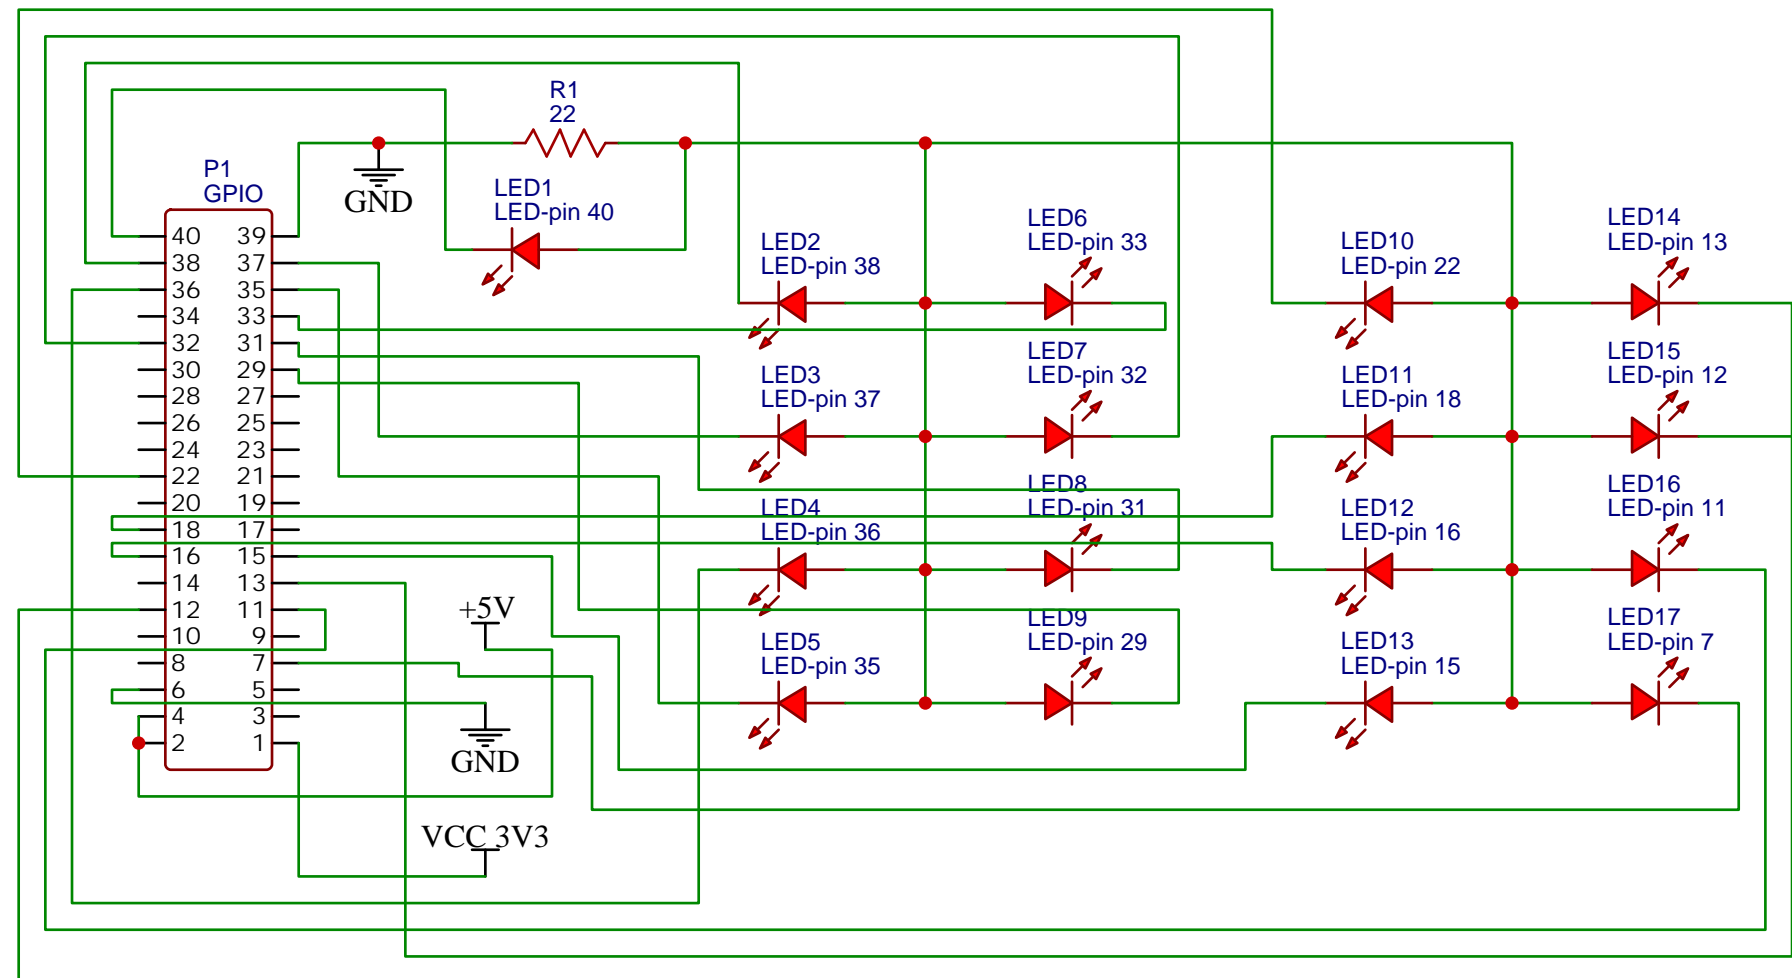 R1
22
P1
GPIO
GND
LED1
LED-pin 40
LED2
LED-pin 38
LED6
LED-pin 33
LED10
LED-pin 22
LED14
LED-pin 13
40 39
38 37
36 35
34 33
32 31
30 29
28 27
26 25
24 23
22 21
20 19
18 17
16 15
14 13
12 11
10 9
8 7
6 5
4 3
2 1
LED3
LED-pin 37
LED7
LED-pin 32
LED11
LED-pin 18
LED15
LED-pin 12
LED4
LED-pin 36
LED8
LED-pin 31
LED12
LED-pin 16
LED16
LED-pin 11
+5V
LED5
LED-pin 35
LED9
LED-pin 29
LED13
LED-pin 15
LED17
LED-pin 7
GND
VCC 3V3